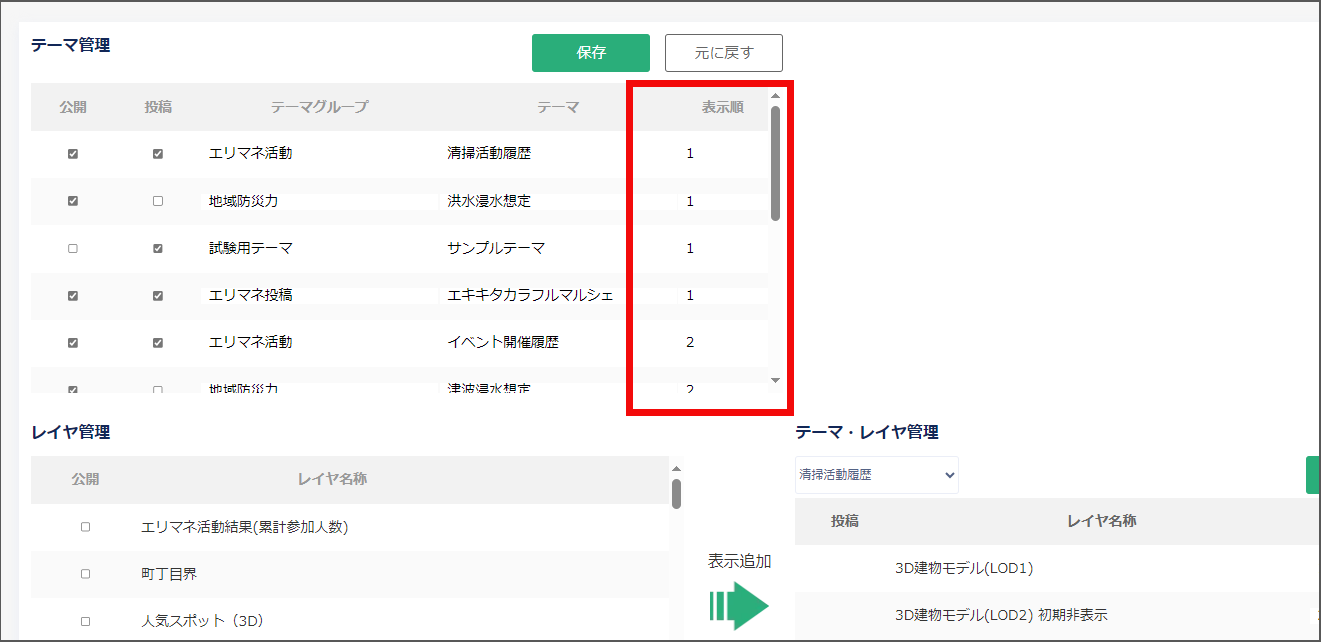 テーマ管理
保存
元に戻す
公開 投稿 テーマグループ テーマ 表示順
エリマネ活動 清掃活動履歴 1
地域防災力 洪水浸水想定 1
試験用テーマ サンプルテーマ 1
エリマネ投稿 エキキタカラフルマルシェ 1
エリマネ活動 イベント開催履歴 2
地域防災力 津波浸水想定 2
レイヤ管理
公開 レイヤ名称
エリマネ活動結果(累計参加人数)
町丁目界
人気スポット（3D）
表示追加
テーマ・レイヤ管理
清掃活動履歴
投稿 レイヤ名称
3D建物モデル(LOD1)
3D建物モデル(LOD2) 初期非表示